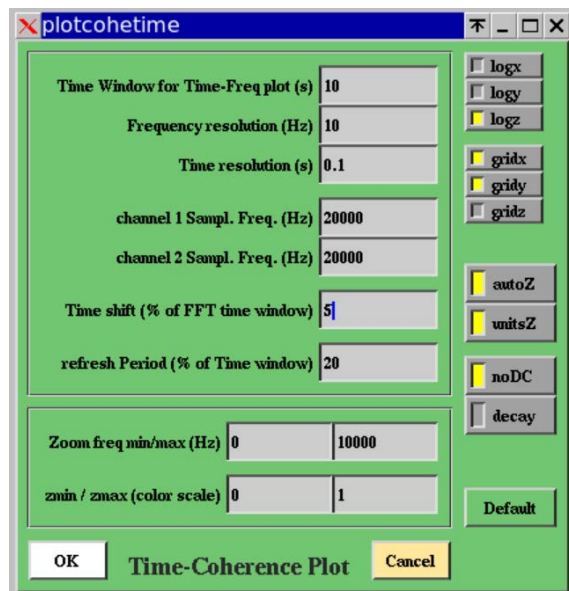 plotcohetime
Time Window for Time-Freq plot (s) 10
Frequency resolution (Hz) 10
Time resolution (s) 0.1
channel 1 Sampl. Freq. (Hz) 20000
channel 2 Sampl. Freq. (Hz) 20000
Time shift (% of FFT time window) 5
refresh Period (% of Time window) 20
Zoom freq min/max (Hz) 0 10000
zmin / zmax (color scale) 0 1
logx
logy
logz
gridx
gridy
gridz
autoZ
unitsZ
noDC
decay
Default
OK Time-Coherence Plot Cancel